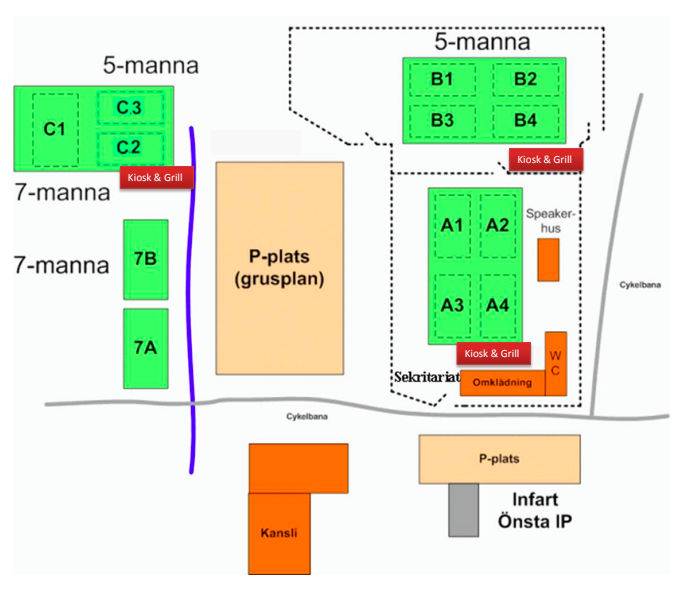 5-manna
5-manna
B1
B2
B3
B4
C1
C3
C2
Kiosk & Grill
Kiosk & Grill
7-manna
7-manna
7B
7A
P-plats
(grusplan)
A1
A2
A3
A4
Speaker-
hus
Cykelbana
Kiosk & Grill
W
C
Sekritariat
Omklädning
Cykelbana
P-plats
Infart
Önsta IP
Kansli